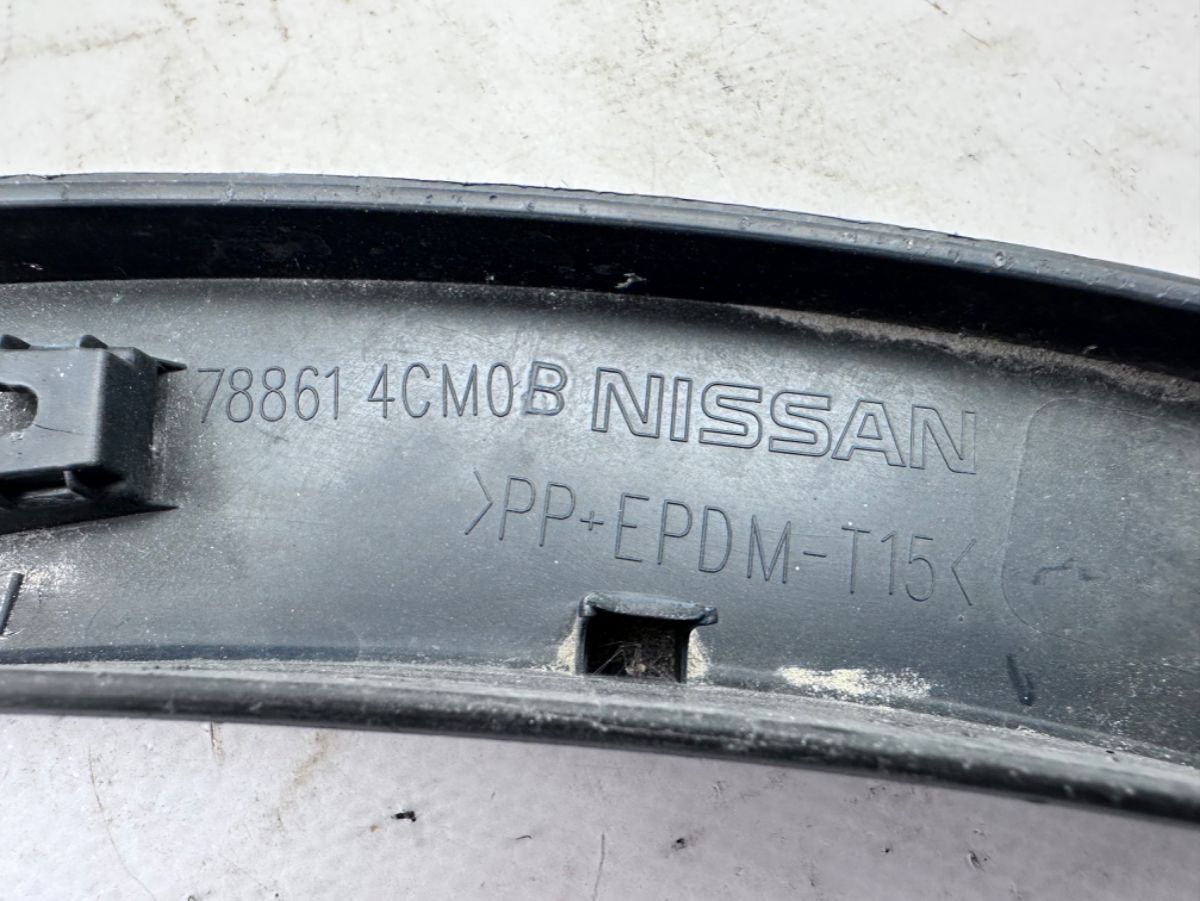 78861 4CM0B NISSAN
>PP+EPDM-T15<